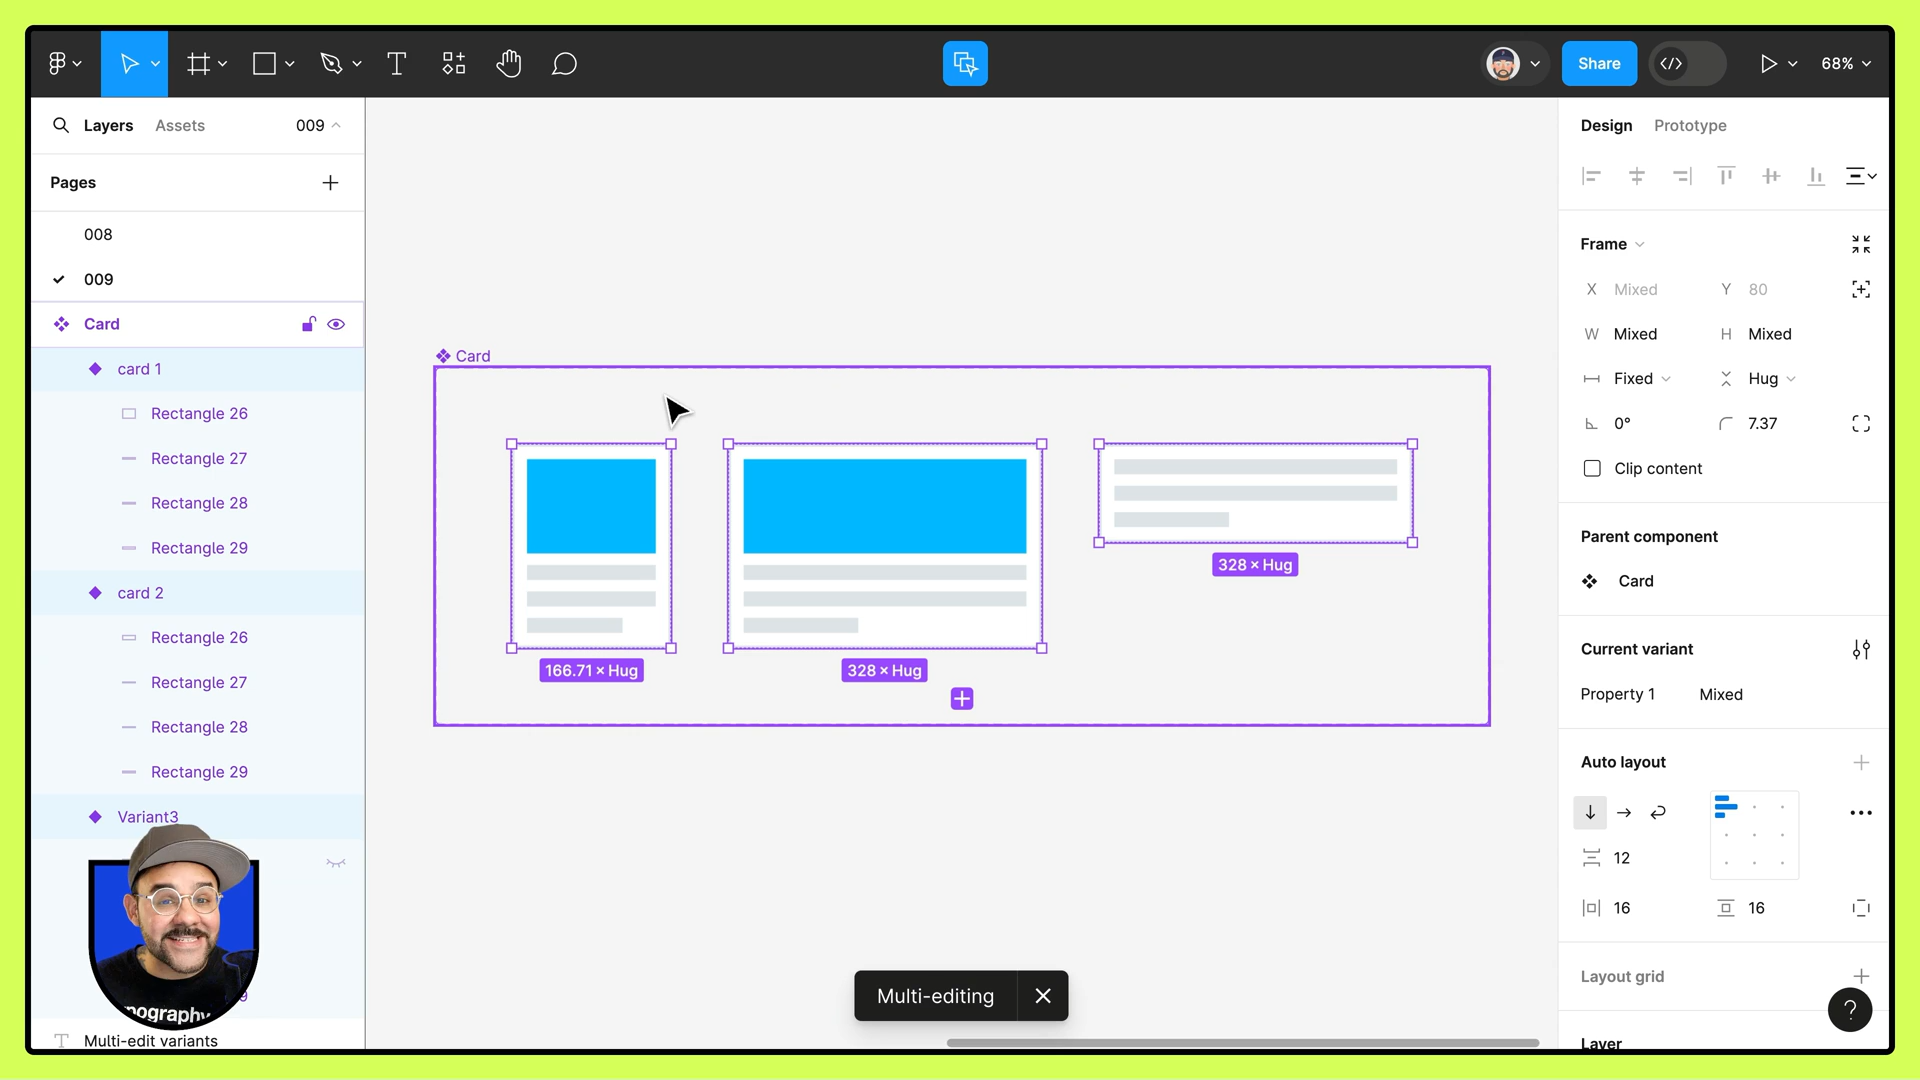 Share
68%
Layers
Assets
009
Pages
008
009
Card
card 1
Rectangle 26
Rectangle 27
Rectangle 28
Rectangle 29
card 2
Rectangle 26
Rectangle 27
Rectangle 28
Rectangle 29
Variant3
Multi-edit variants
Card
166.71 × Hug
328 × Hug
328 × Hug
Multi-editing
Design
Prototype
Frame
X Mixed Y 80
W Mixed H Mixed
Fixed Hug
0° 7.37
Clip content
Parent component
Card
Current variant
Property 1 Mixed
Auto layout
12
16 16
Layout grid
?
Layer